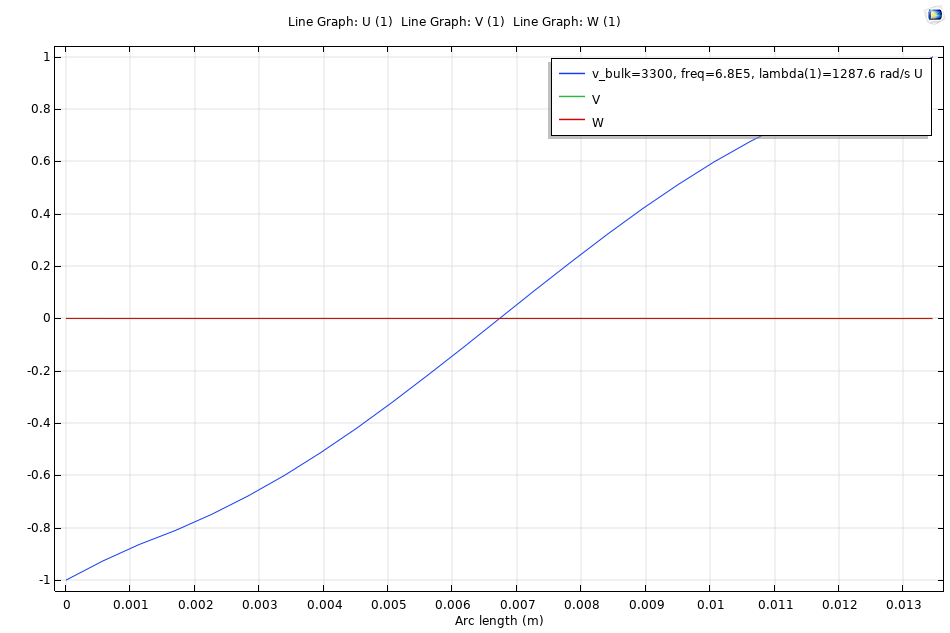 Line Graph: U (1)  Line Graph: V (1)  Line Graph: W (1)
1
0.8
0.6
0.4
0.2
0
-0.2
-0.4
-0.6
-0.8
-1
v_bulk=3300, freq=6.8E5, lambda(1)=1287.6 rad/s U
V
W
0 0.001 0.002 0.003 0.004 0.005 0.006 0.007 0.008 0.009 0.01 0.011 0.012 0.013
Arc length (m)